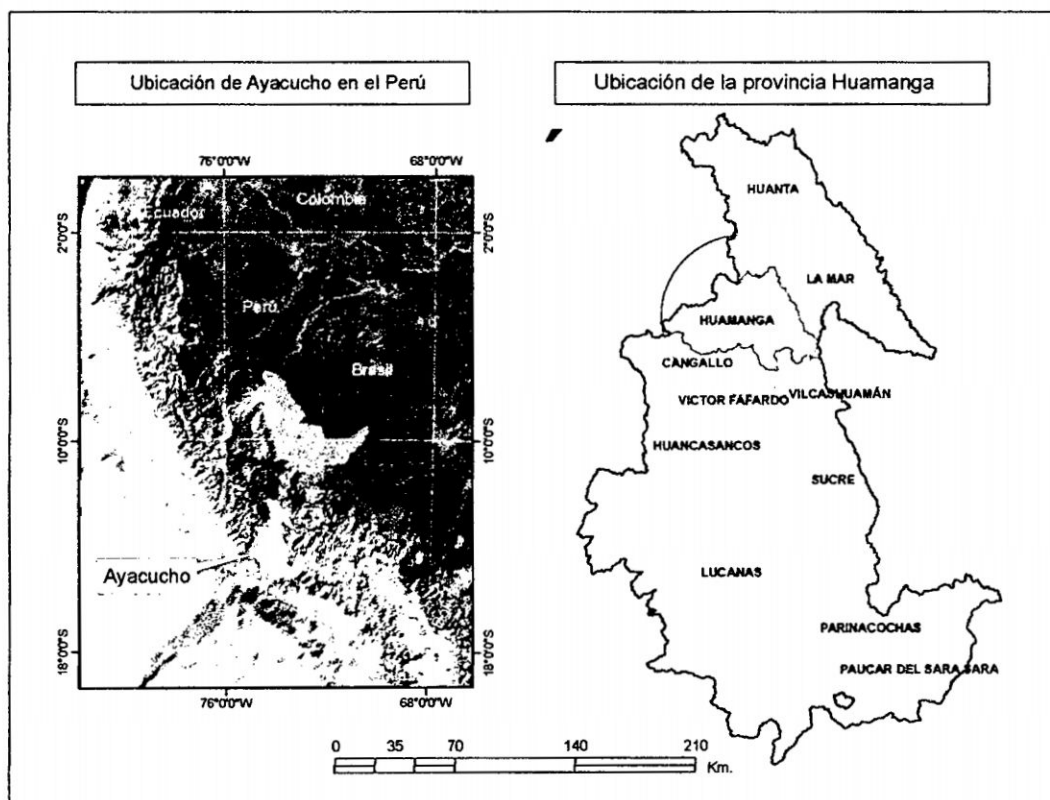 Ubicación de Ayacucho en el Perú
76°0'0"W
68°0'0"W
2°0'0"S
2°0'0"S
10°0'0"S
10°0'0"S
18°0'0"S
18°0'0"S
76°0'0"W
68°0'0"W
Colombia
Ecuador
Perú
Brasil
Ayacucho
Ubicación de la provincia Huamanga
HUANTA
LA MAR
HUAMANGA
CANGALLO
VICTOR FAFARDO
VILCASHUAMÁN
HUANCASANCOS
SUCRE
LUCANAS
PARINACOCHAS
PAUCAR DEL SARA SARA
0 35 70 140 210
Km.